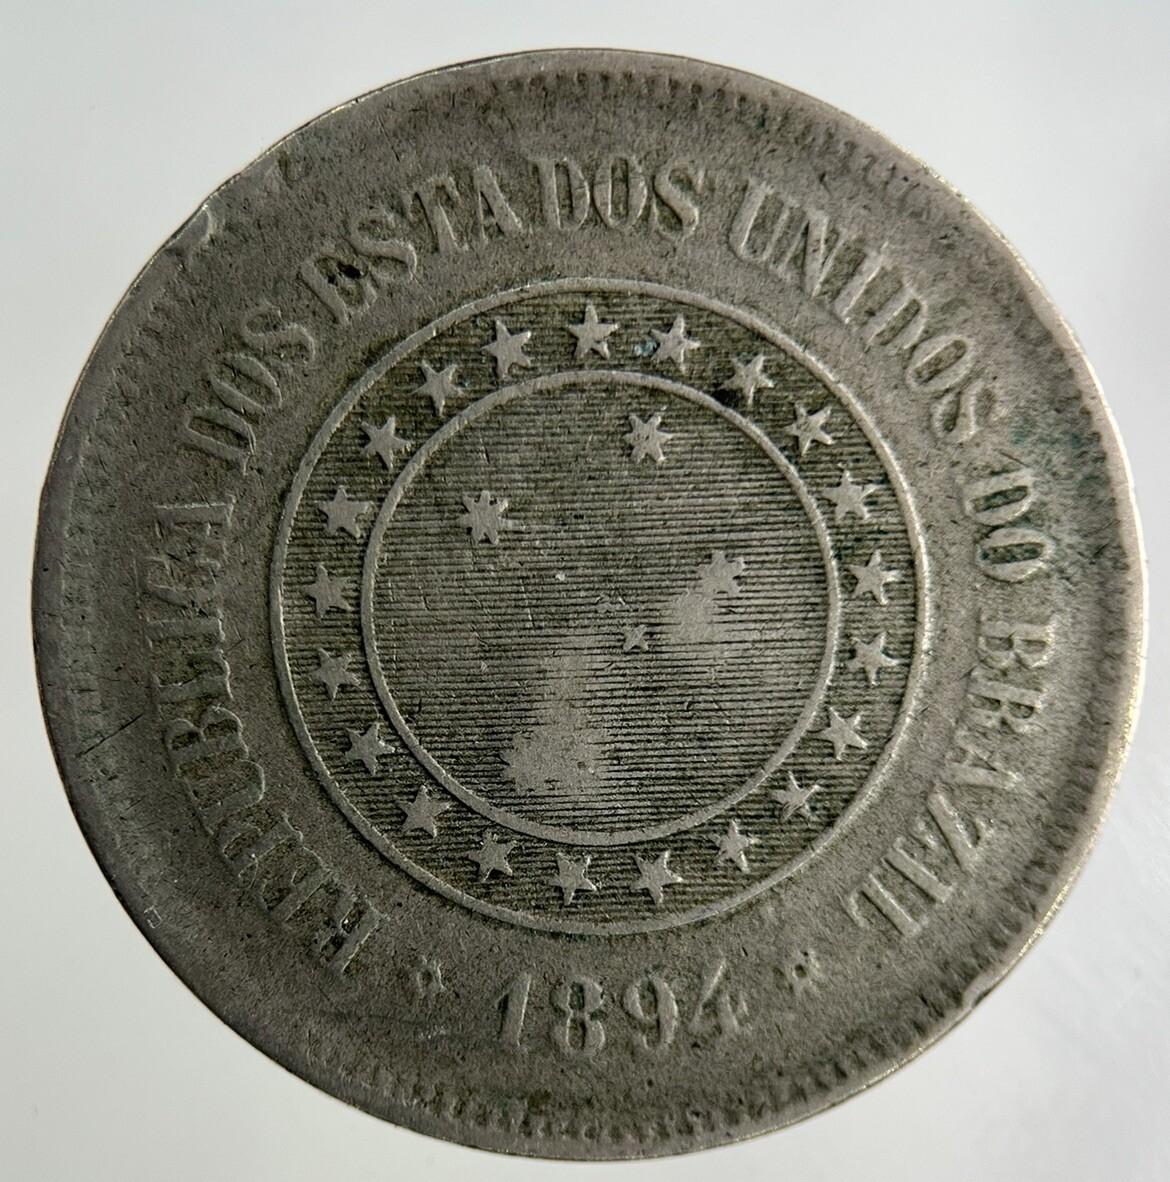 REPUBLICA DOS ESTADOS UNIDOS DO BRAZIL
* 1894 *